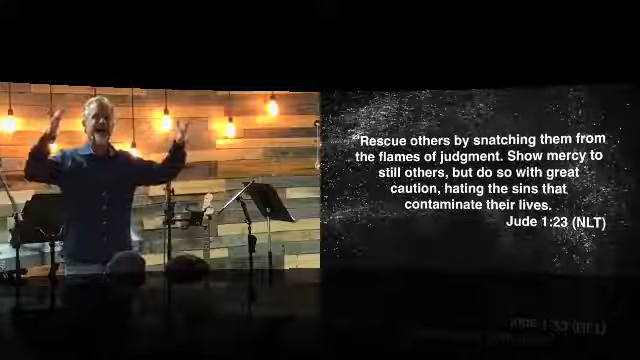 "Rescue others by snatching them from
the flames of judgment. Show mercy to
still others, but do so with great
caution, hating the sins that
contaminate their lives.
Jude 1:23 (NLT)